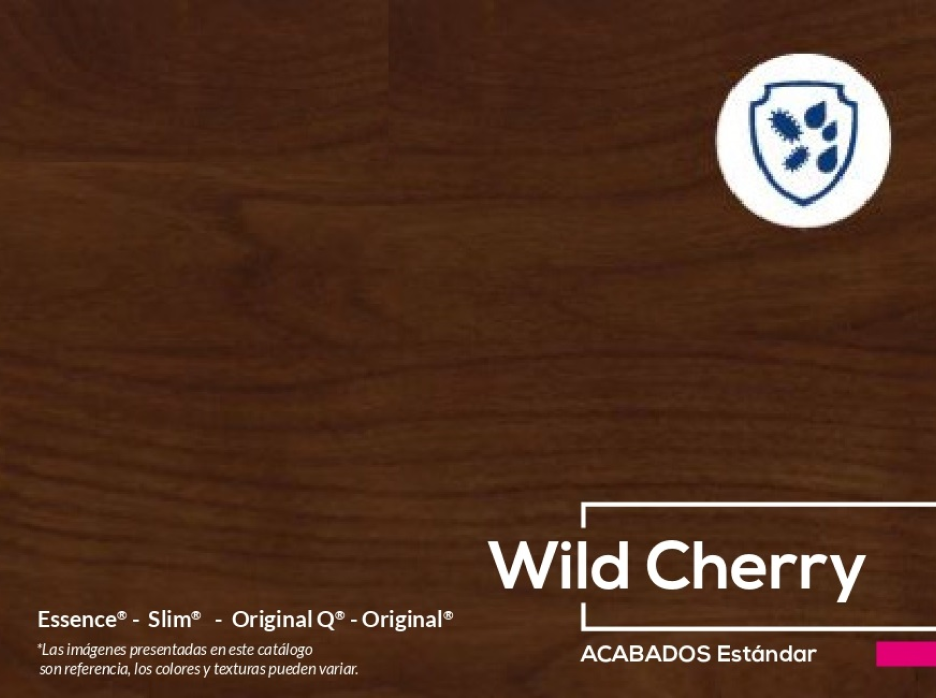 Wild Cherry
Essence® - Slim® - Original Q® - Original®
*Las imágenes presentadas en este catálogo
son referencia, los colores y texturas pueden variar.
ACABADOS Estándar